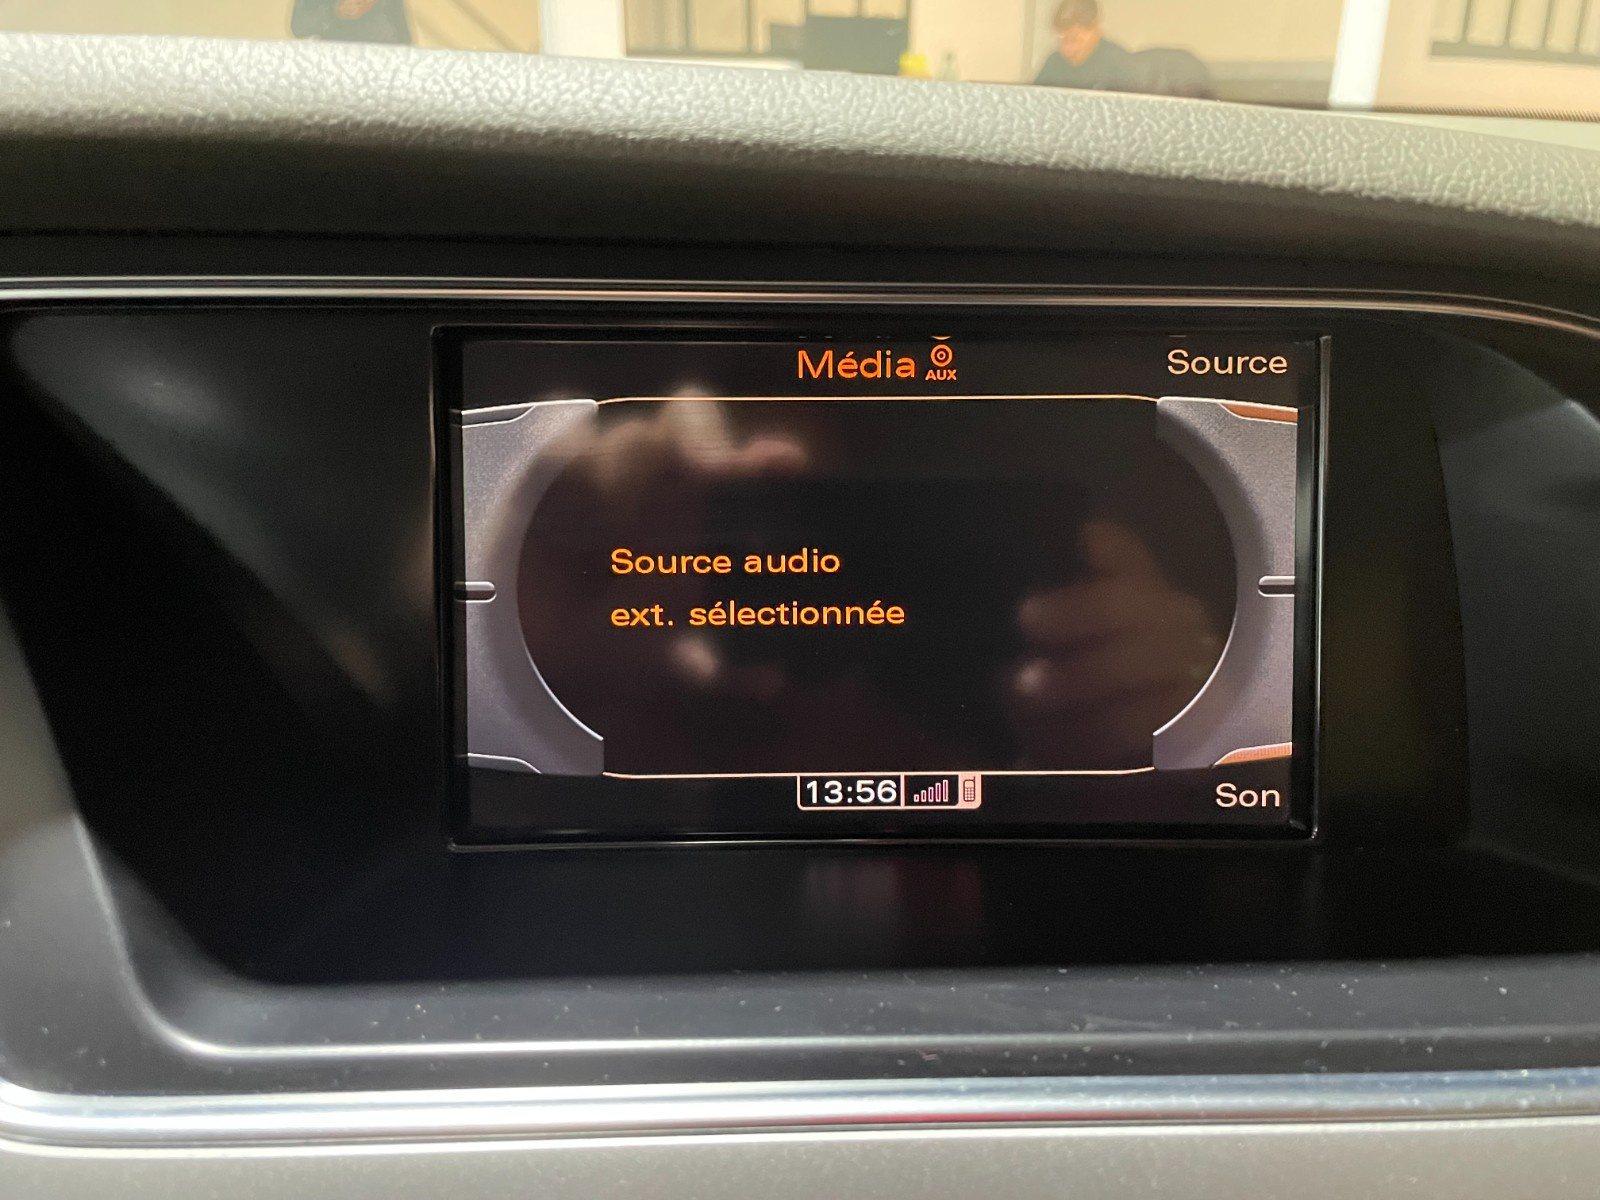 Média AUX
Source
Source audio
ext. sélectionnée
13:56
Son